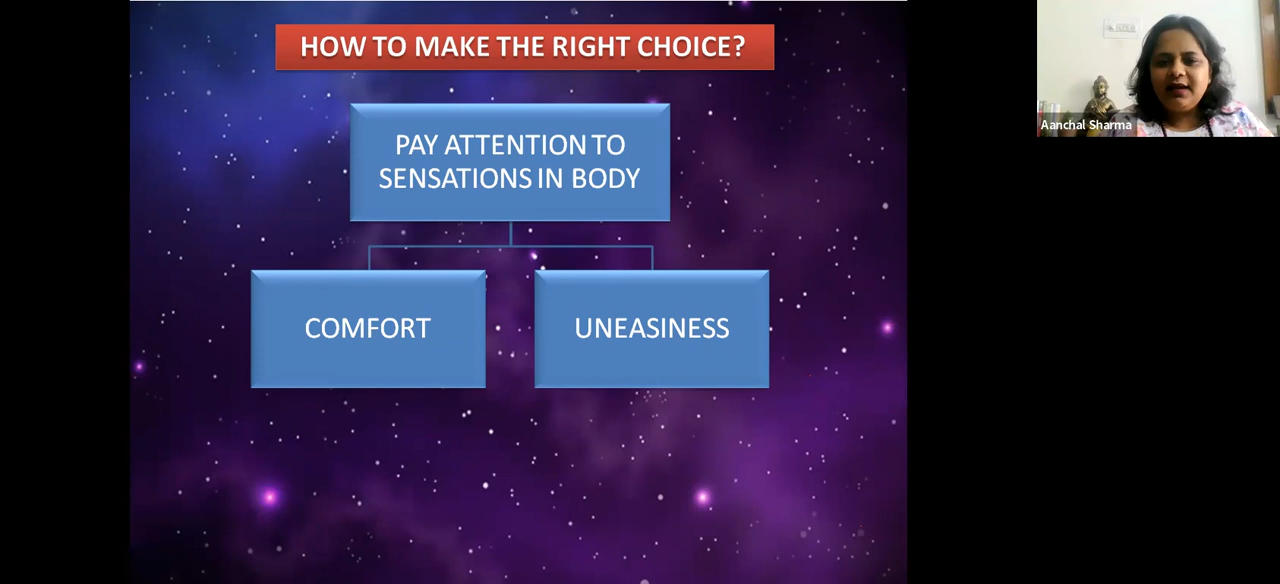 HOW TO MAKE THE RIGHT CHOICE?
PAY ATTENTION TO
SENSATIONS IN BODY
COMFORT
UNEASINESS
Aanchal Sharma